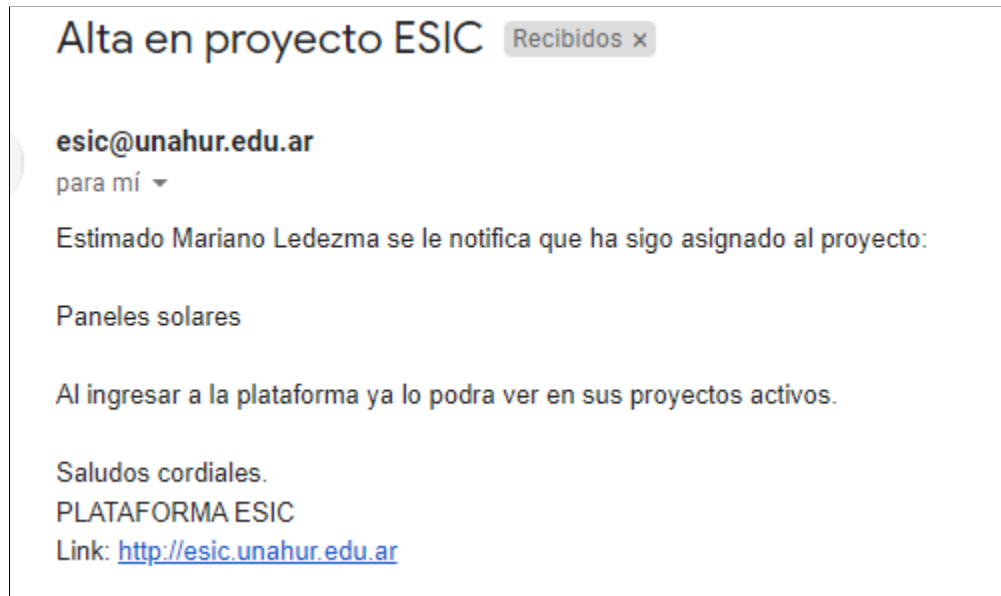 Alta en proyecto ESIC Recibidos x
esic@unahur.edu.ar
para mí
Estimado Mariano Ledezma se le notifica que ha sigo asignado al proyecto:
Paneles solares
Al ingresar a la plataforma ya lo podra ver en sus proyectos activos.
Saludos cordiales.
PLATAFORMA ESIC
Link: http://esic.unahur.edu.ar